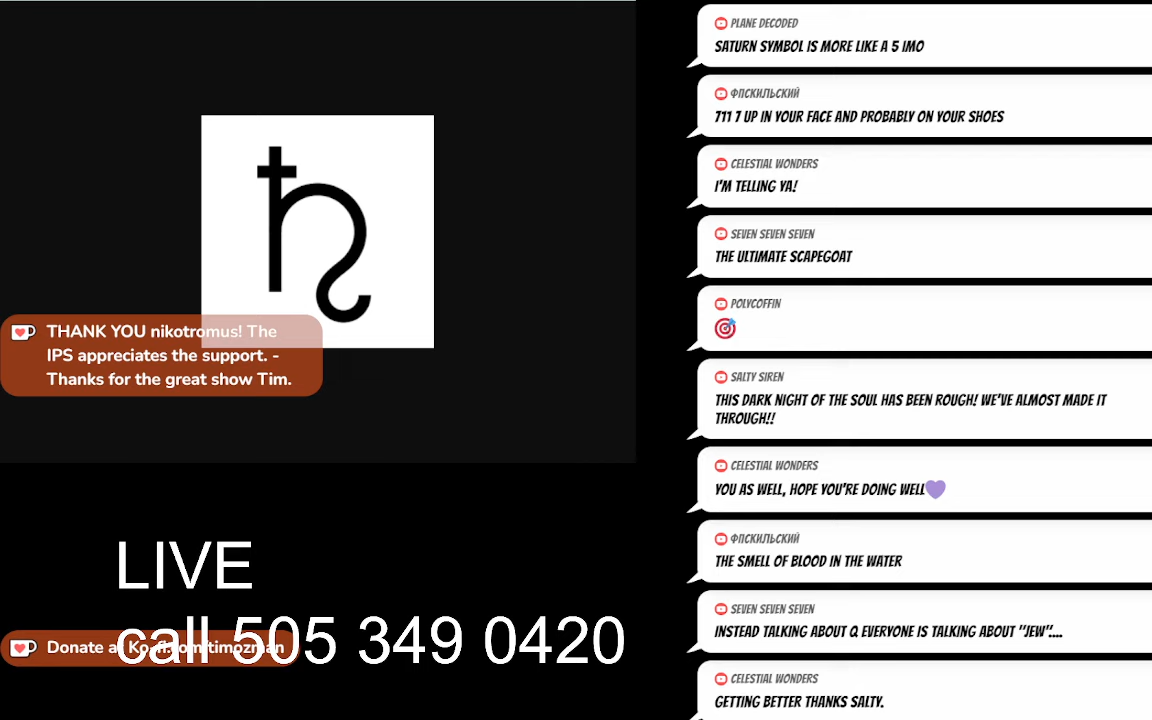 THANK YOU nikotromus! The
IPS appreciates the support. -
Thanks for the great show Tim.
LIVE
call 505 349 0420
Donate at Ko-fi.com/timozman
PLANE DECODED
SATURN SYMBOL IS MORE LIKE A 5 IMO
ФПСКИЛЬСКИЙ
711 7 UP IN YOUR FACE AND PROBABLY ON YOUR SHOES
CELESTIAL WONDERS
I'M TELLING YA!
SEVEN SEVEN SEVEN
THE ULTIMATE SCAPEGOAT
POLYCOFFIN
SALTY SIREN
THIS DARK NIGHT OF THE SOUL HAS BEEN ROUGH! WE'VE ALMOST MADE IT
THROUGH!!
CELESTIAL WONDERS
YOU AS WELL, HOPE YOU'RE DOING WELL
ФПСКИЛЬСКИЙ
THE SMELL OF BLOOD IN THE WATER
SEVEN SEVEN SEVEN
INSTEAD TALKING ABOUT Q EVERYONE IS TALKING ABOUT "JEW"....
CELESTIAL WONDERS
GETTING BETTER THANKS SALTY.